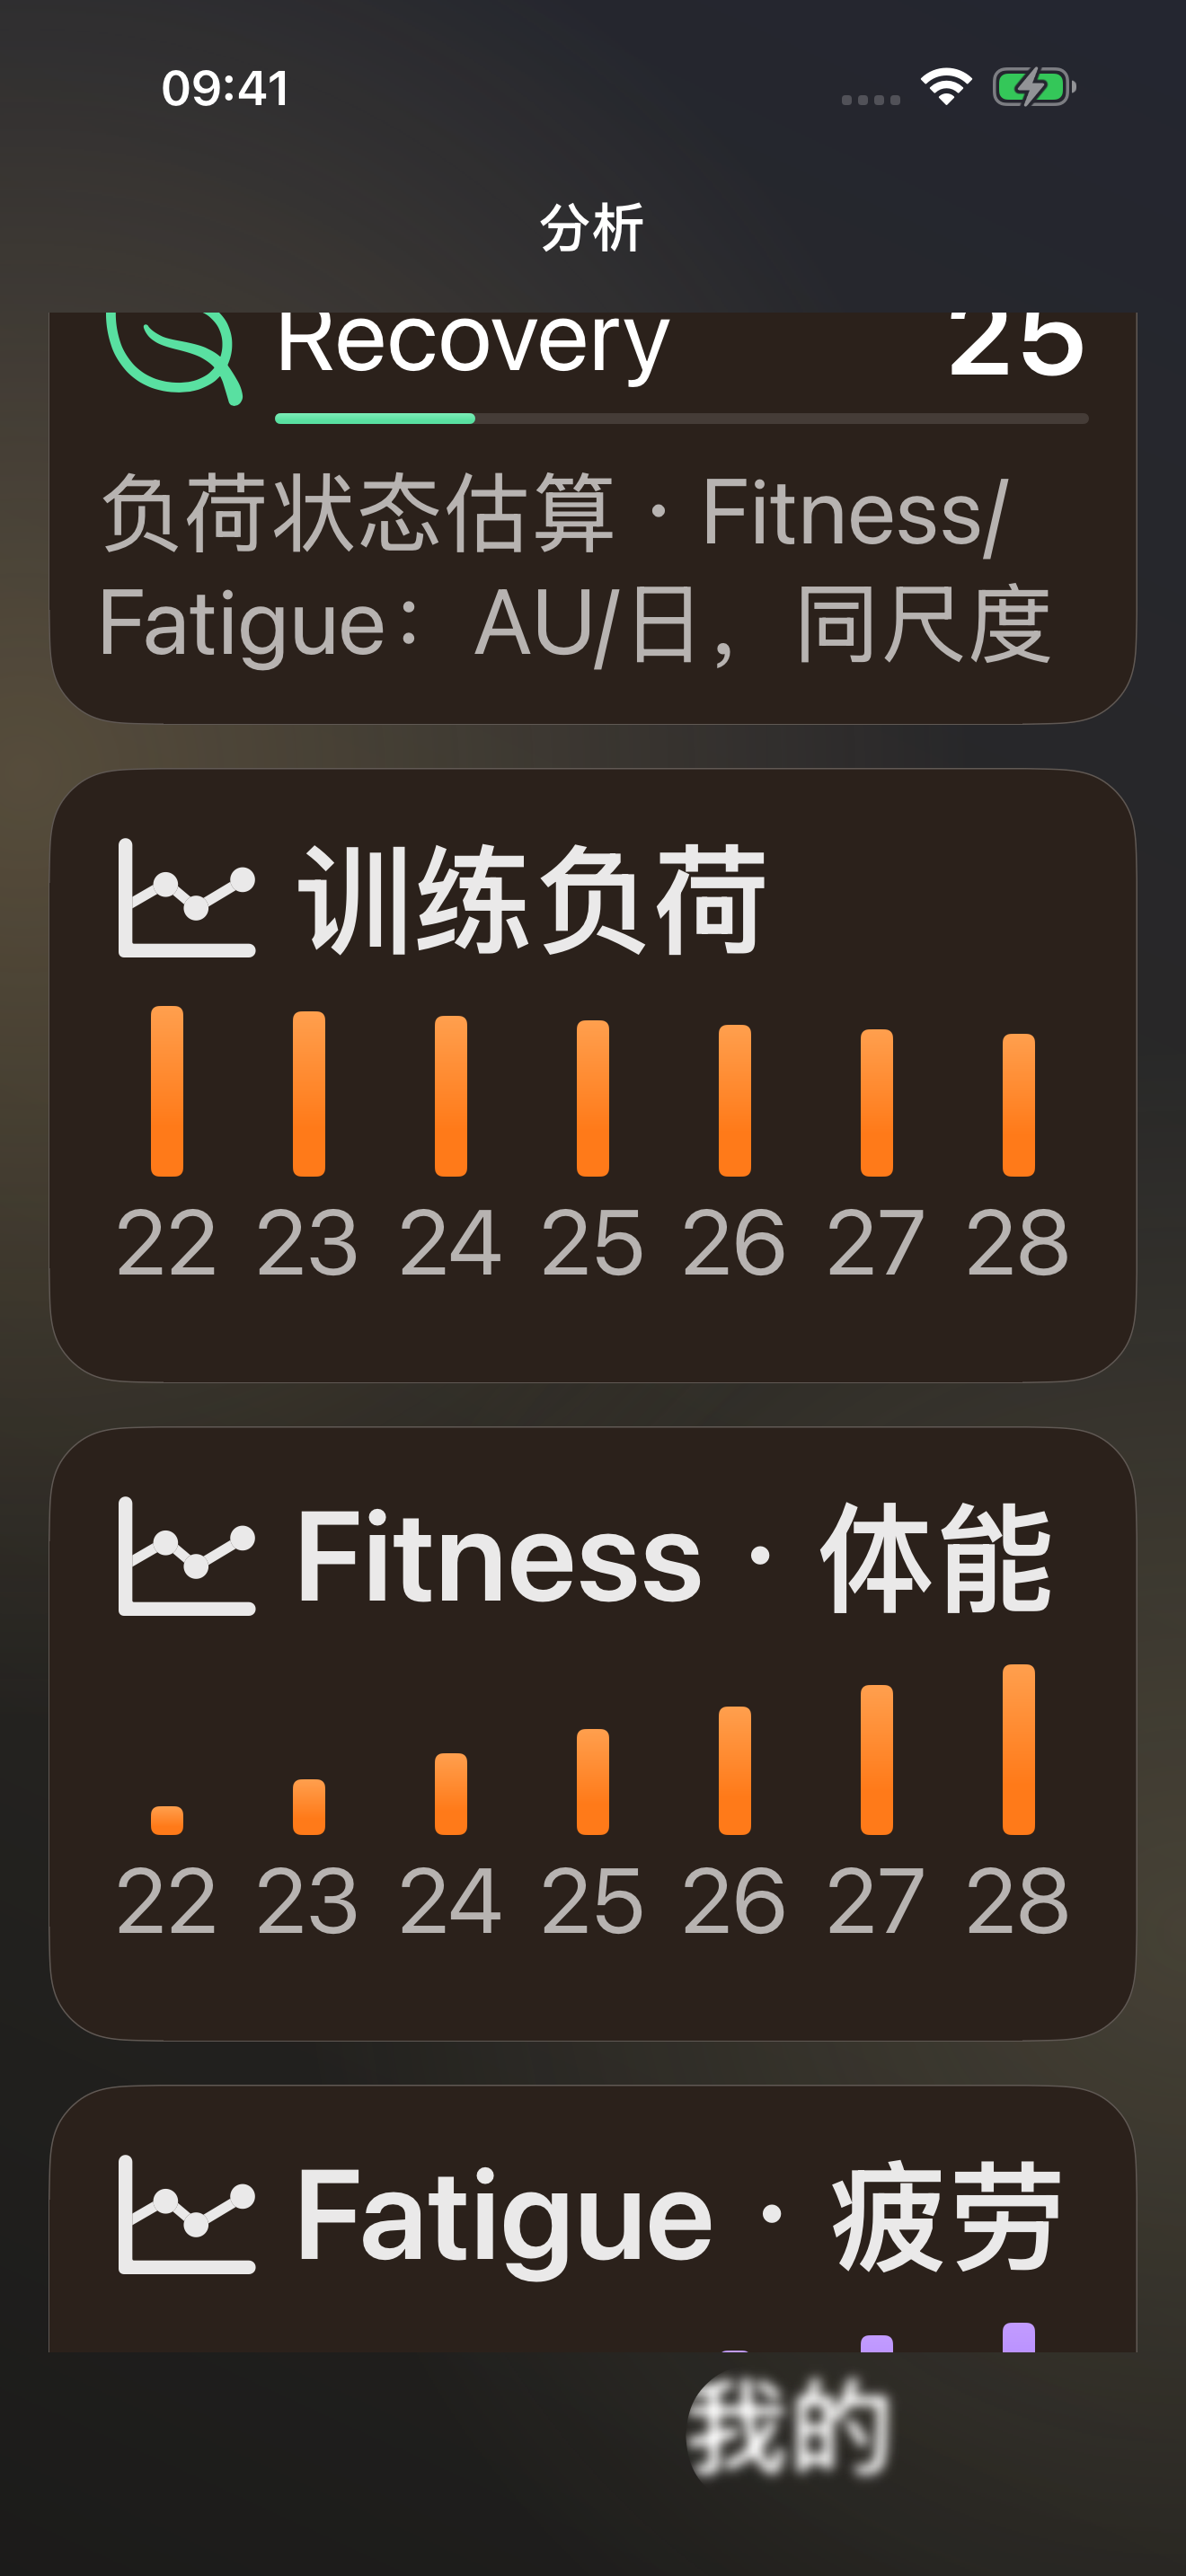 09:41
分析
Recovery 25
负荷状态估算 · Fitness/
Fatigue：AU/日，同尺度
训练负荷
22 23 24 25 26 27 28
Fitness · 体能
22 23 24 25 26 27 28
Fatigue · 疲劳
我的